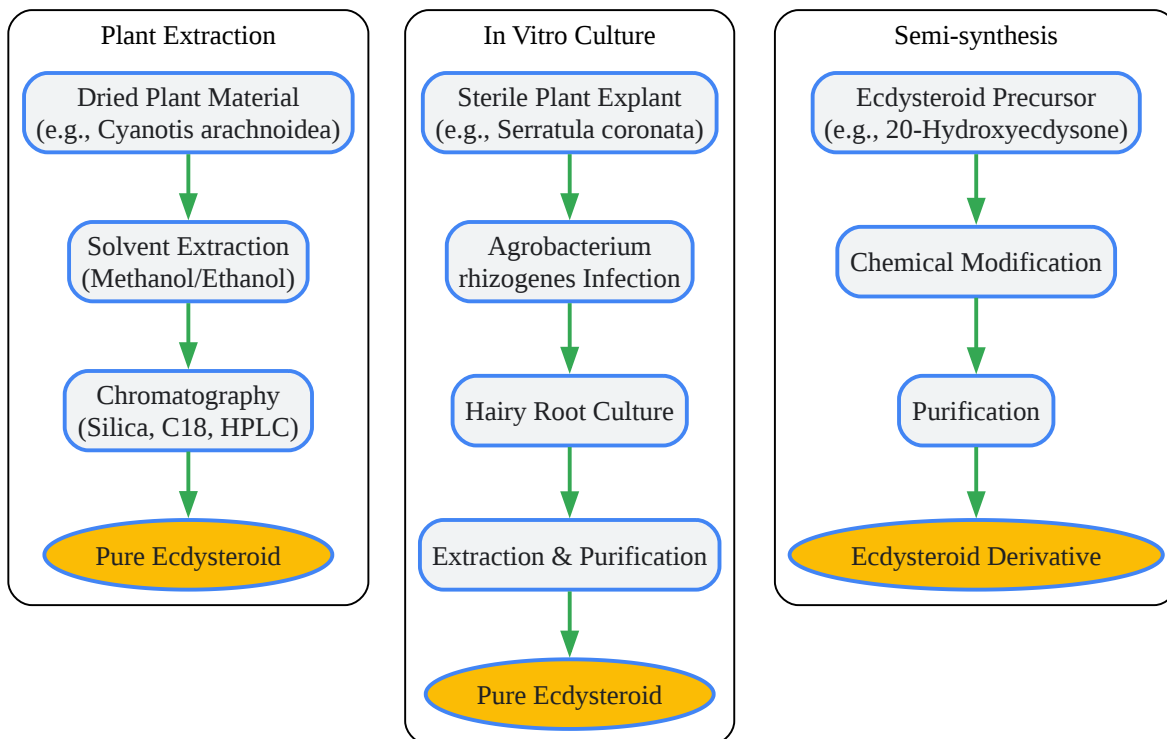 Plant Extraction
Dried Plant Material
(e.g., Cyanotis arachnoidea)
Solvent Extraction
(Methanol/Ethanol)
Chromatography
(Silica, C18, HPLC)
Pure Ecdysteroid
In Vitro Culture
Sterile Plant Explant
(e.g., Serratula coronata)
Agrobacterium
rhizogenes Infection
Hairy Root Culture
Extraction & Purification
Pure Ecdysteroid
Semi-synthesis
Ecdysteroid Precursor
(e.g., 20-Hydroxyecdysone)
Chemical Modification
Purification
Ecdysteroid Derivative